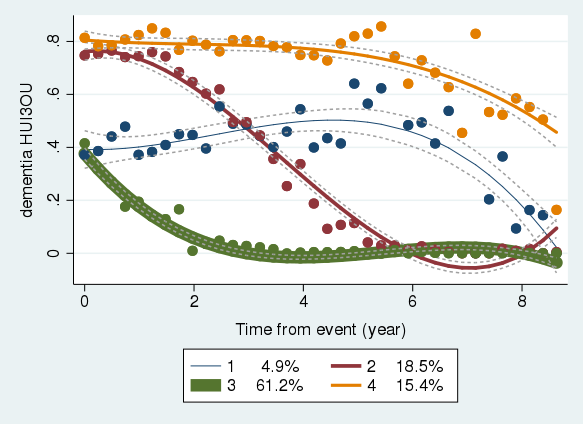 .8
.6
.4
.2
0
dementia HUI3OU
0 2 4 6 8
Time from event (year)
1 4.9% 2 18.5%
3 61.2% 4 15.4%